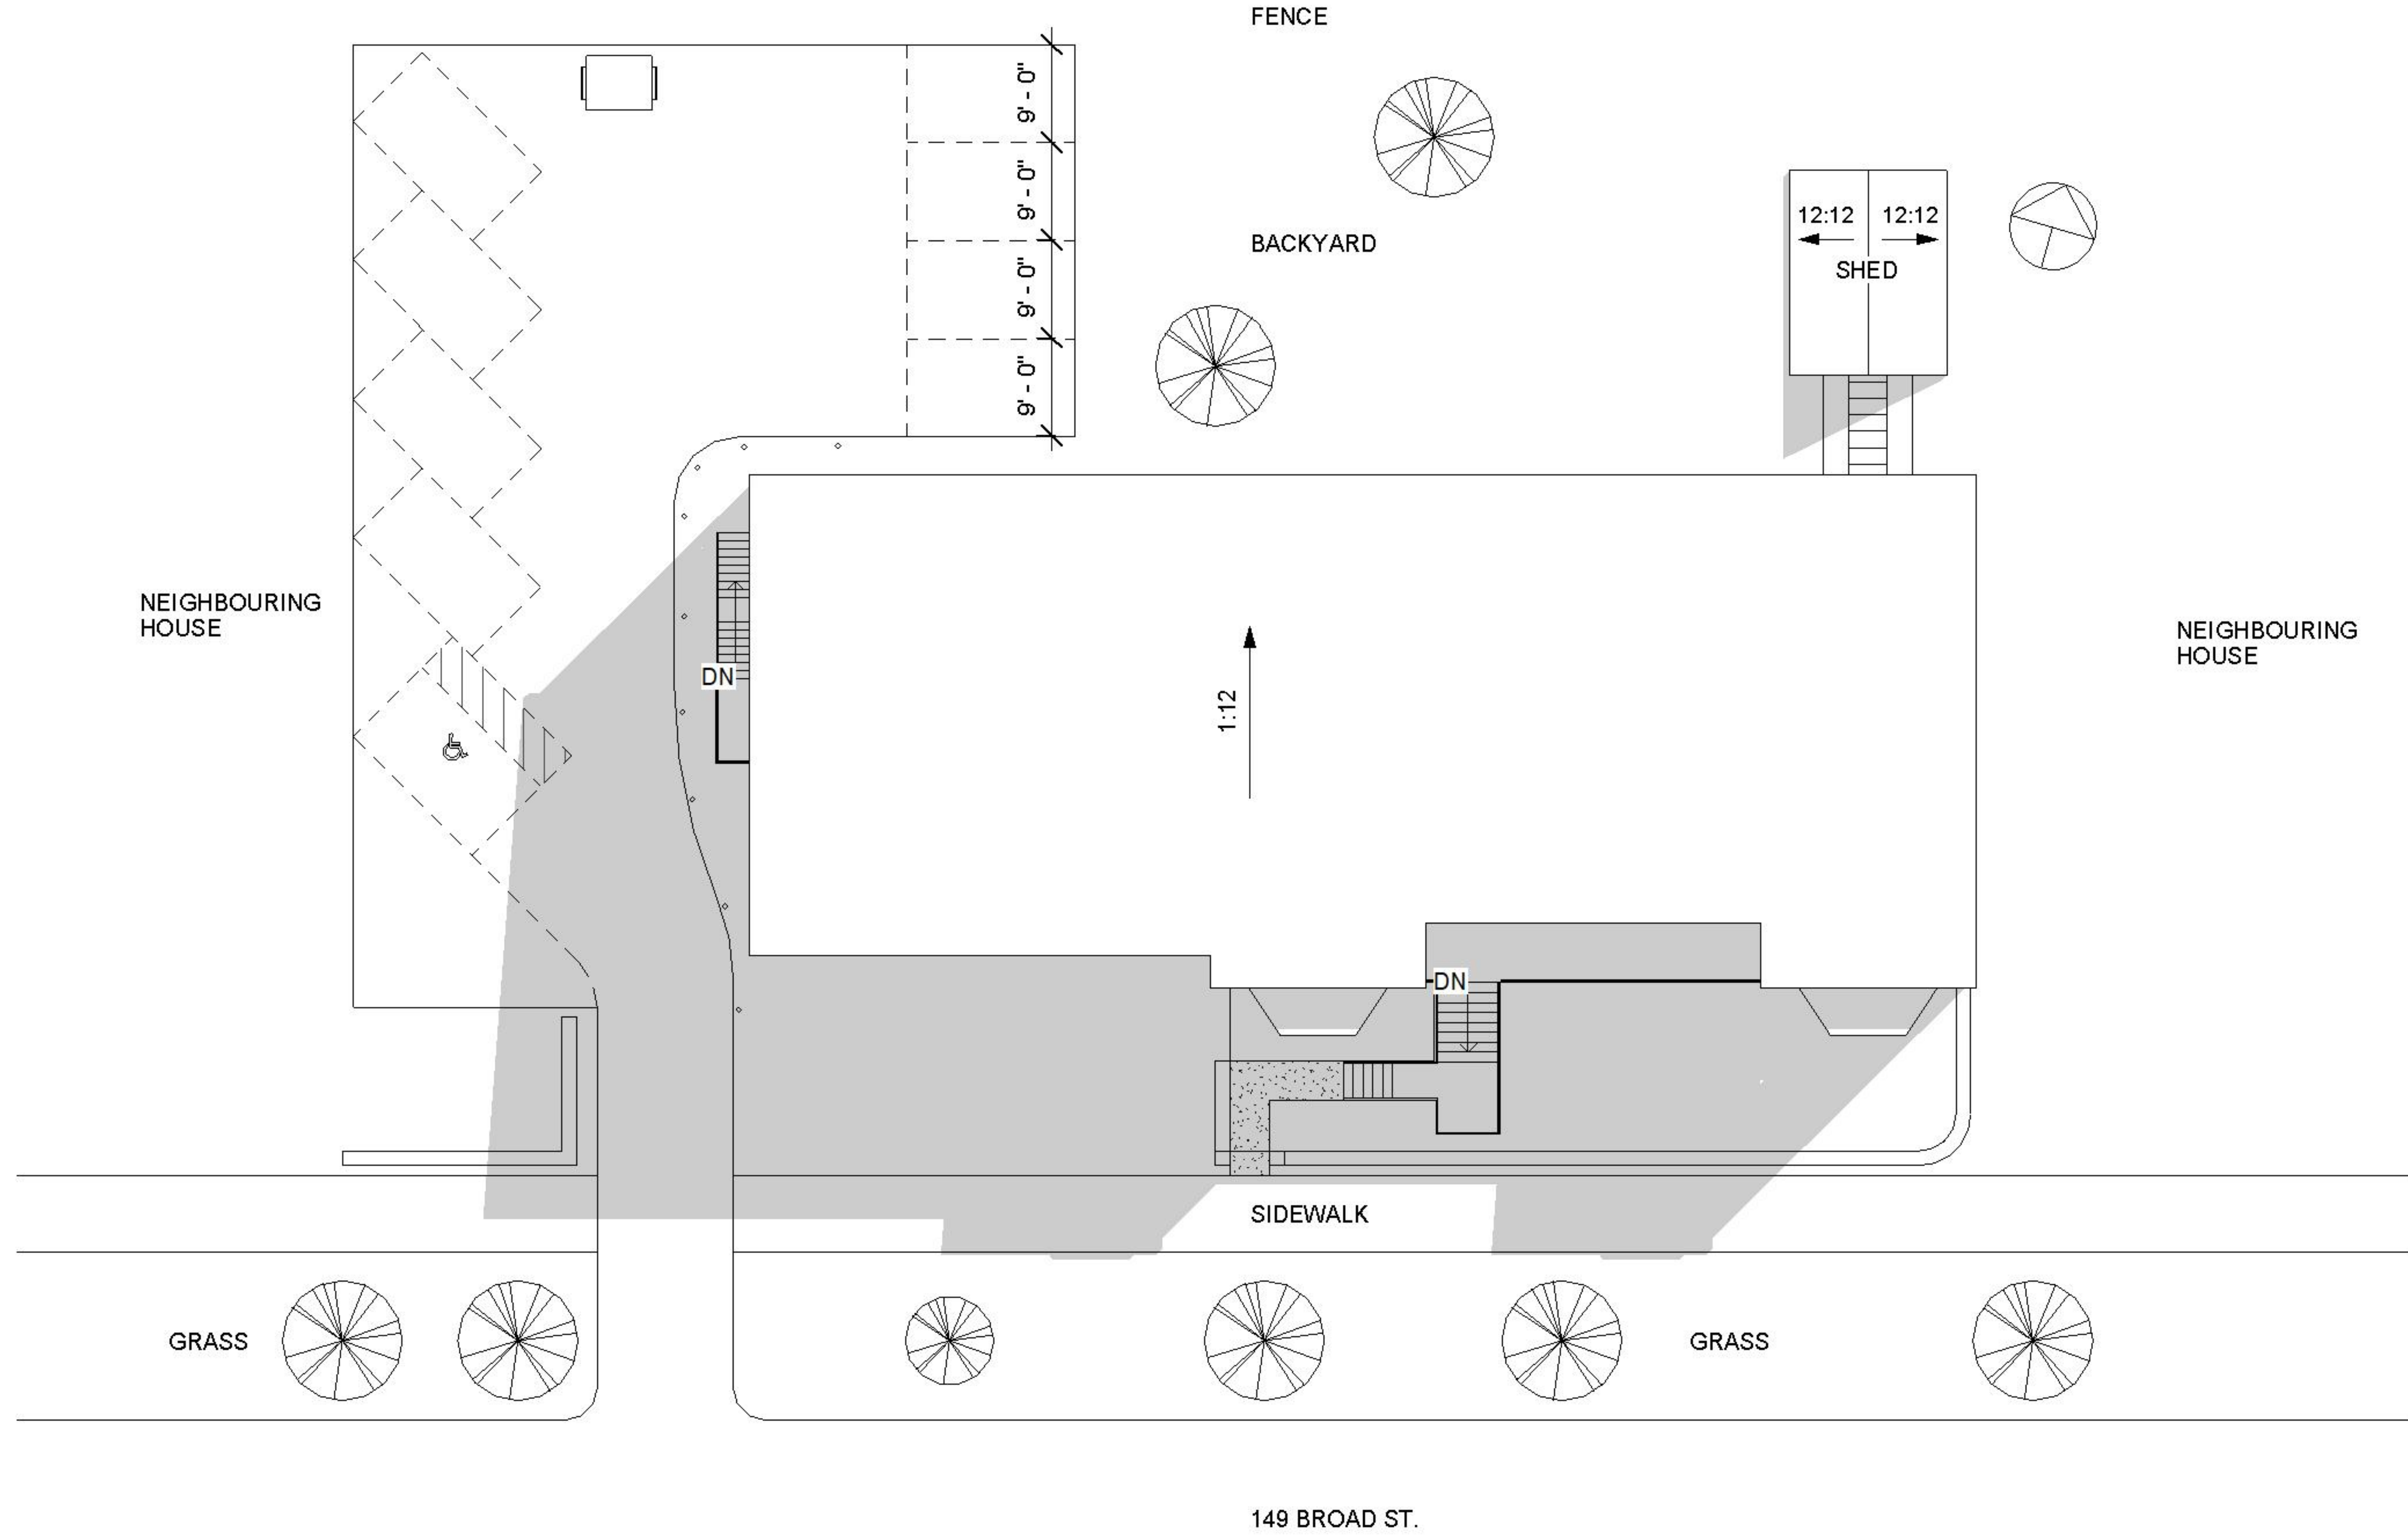 FENCE
9' - 0"
9' - 0"
9' - 0"
9' - 0"
BACKYARD
12:12 12:12
SHED
NEIGHBOURING
HOUSE
DN
1:12
NEIGHBOURING
HOUSE
DN
SIDEWALK
GRASS
GRASS
149 BROAD ST.